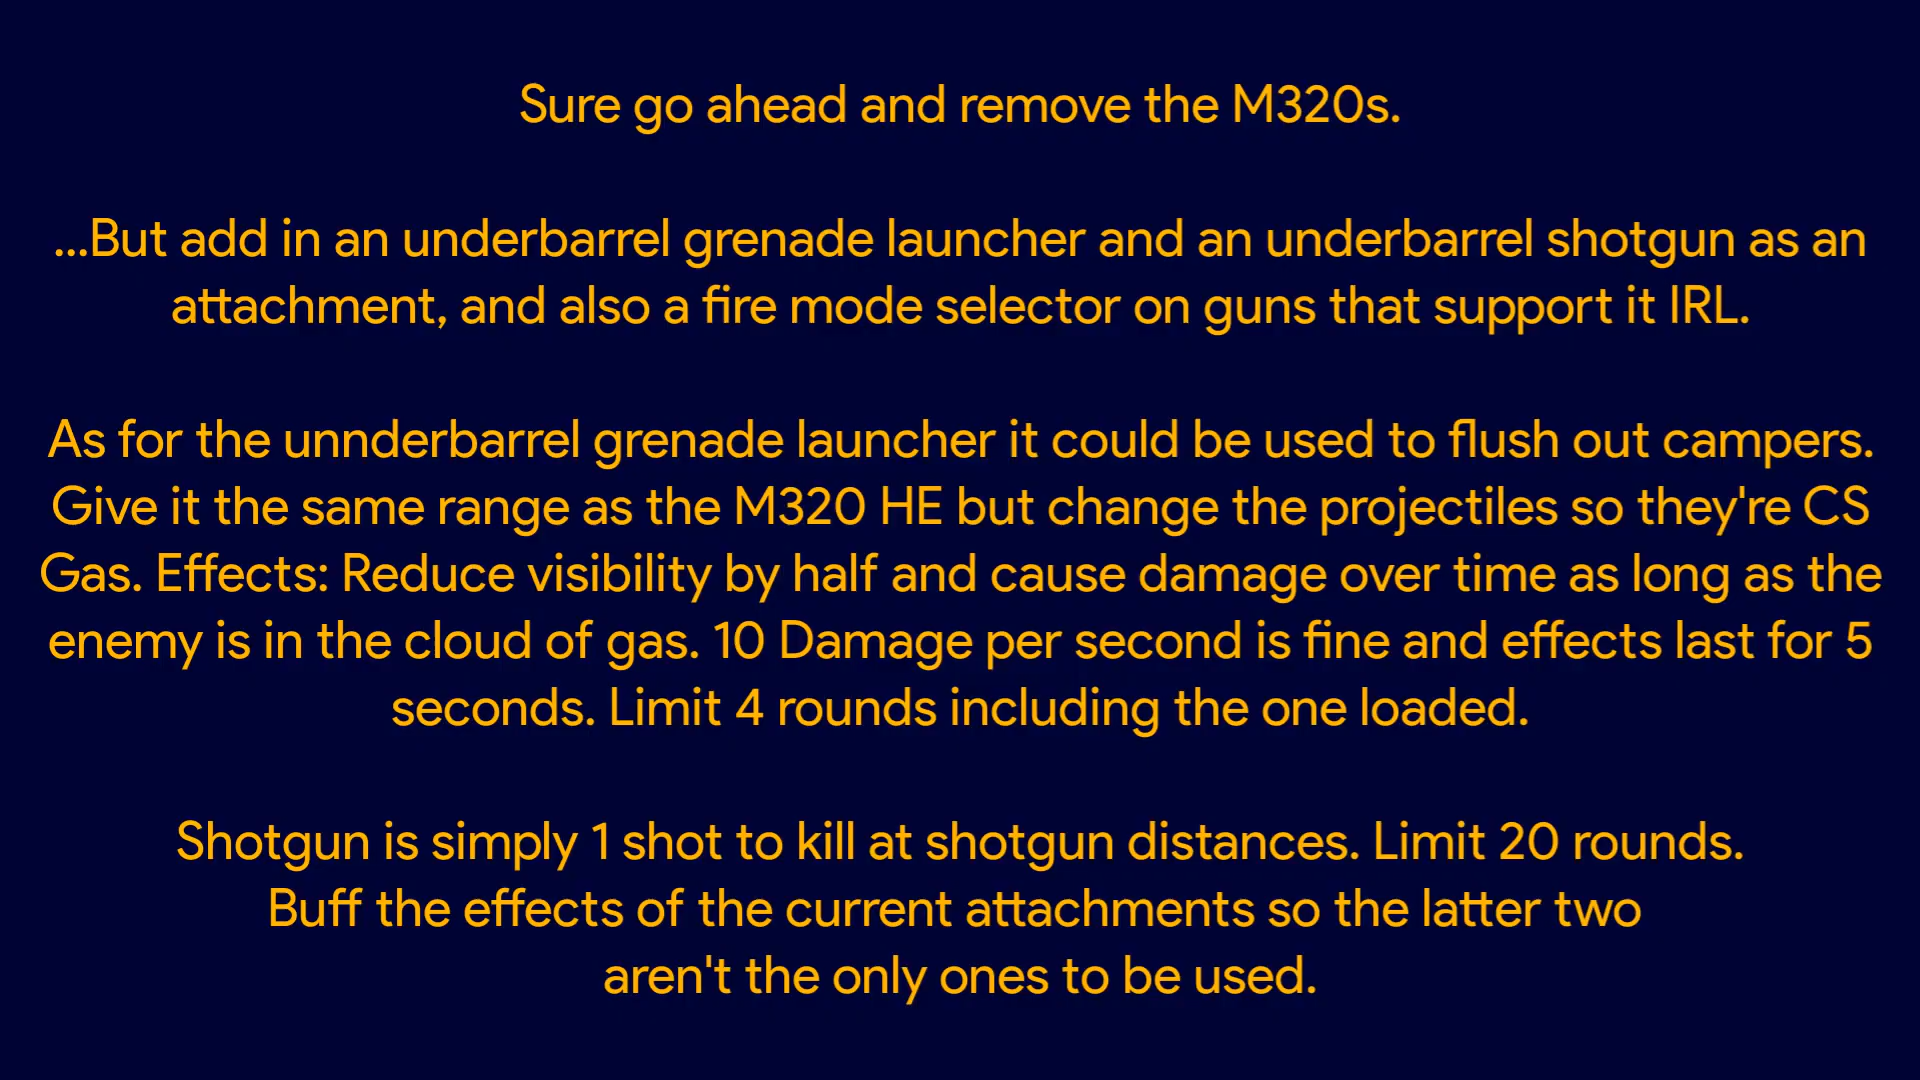 Sure go ahead and remove the M320s.
...But add in an underbarrel grenade launcher and an underbarrel shotgun as an
attachment, and also a fire mode selector on guns that support it IRL.
As for the unnderbarrel grenade launcher it could be used to flush out campers.
Give it the same range as the M320 HE but change the projectiles so they're CS
Gas. Effects: Reduce visibility by half and cause damage over time as long as the
enemy is in the cloud of gas. 10 Damage per second is fine and effects last for 5
seconds. Limit 4 rounds including the one loaded.
Shotgun is simply 1 shot to kill at shotgun distances. Limit 20 rounds.
Buff the effects of the current attachments so the latter two
aren't the only ones to be used.